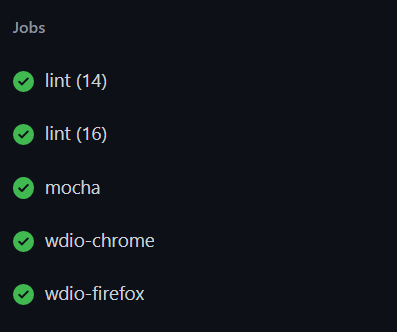 Jobs
lint (14)
lint (16)
mocha
wdio-chrome
wdio-firefox